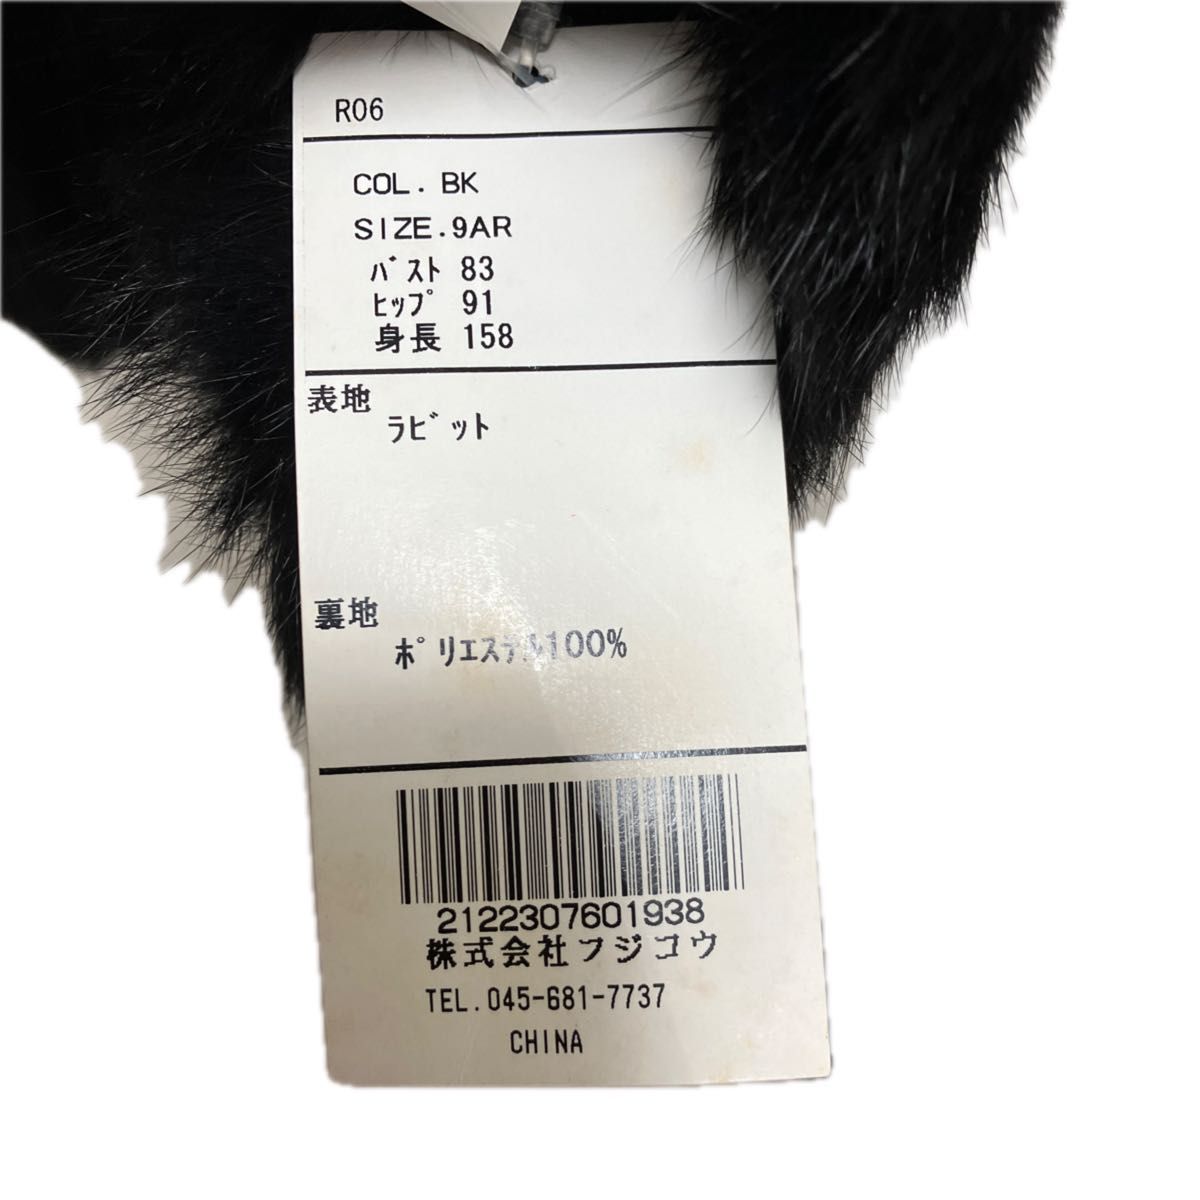 R06
COL. BK
SIZE.9AR
バスト 83
ヒップ 91
身長 158
表地
ラビット
裏地
ポリエステル100%
2122307601938
株式会社フジコウ
TEL.045-681-7737
CHINA